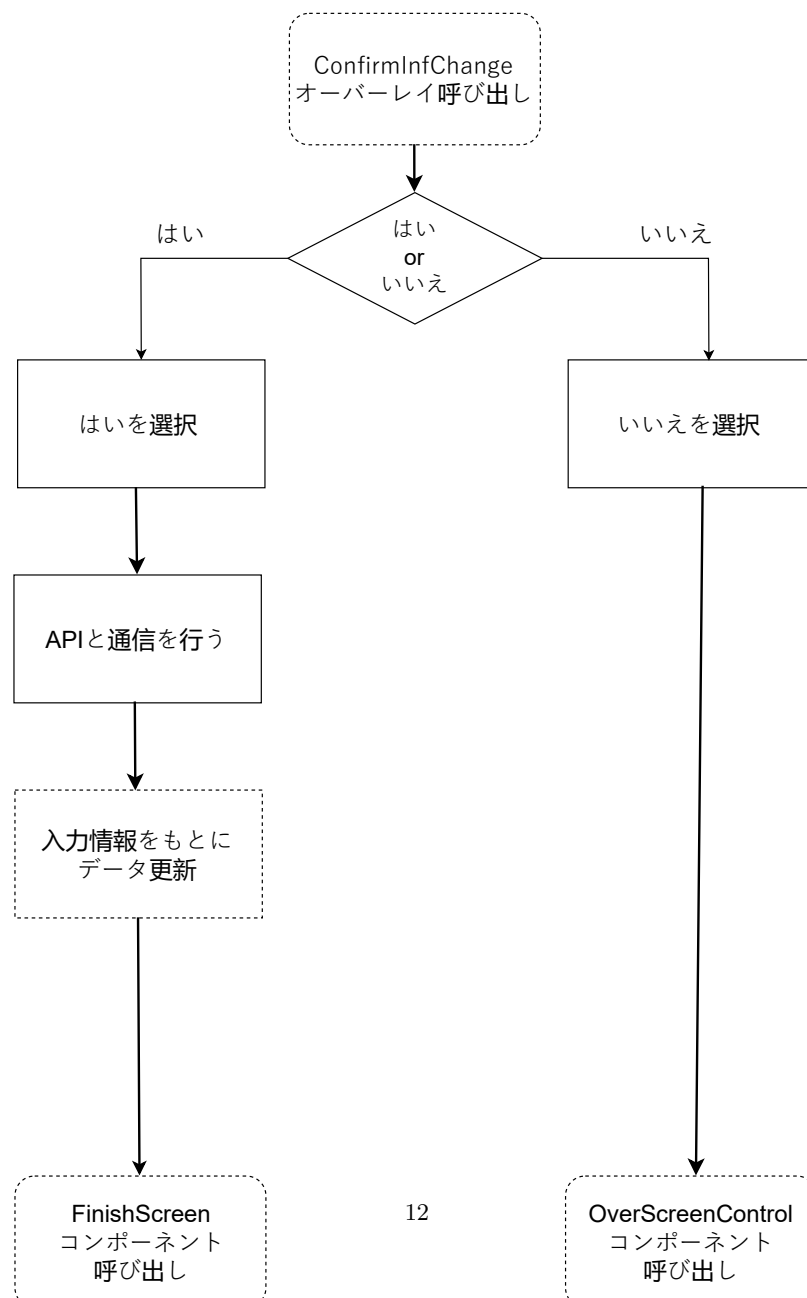 ConfirmInfChange
オーバーレイ呼び出し
はい
はい
or
いいえ
いいえ
はいを選択
いいえを選択
APIと通信を行う
入力情報をもとに
データ更新
FinishScreen
コンポーネント
呼び出し
12
OverScreenControl
コンポーネント
呼び出し